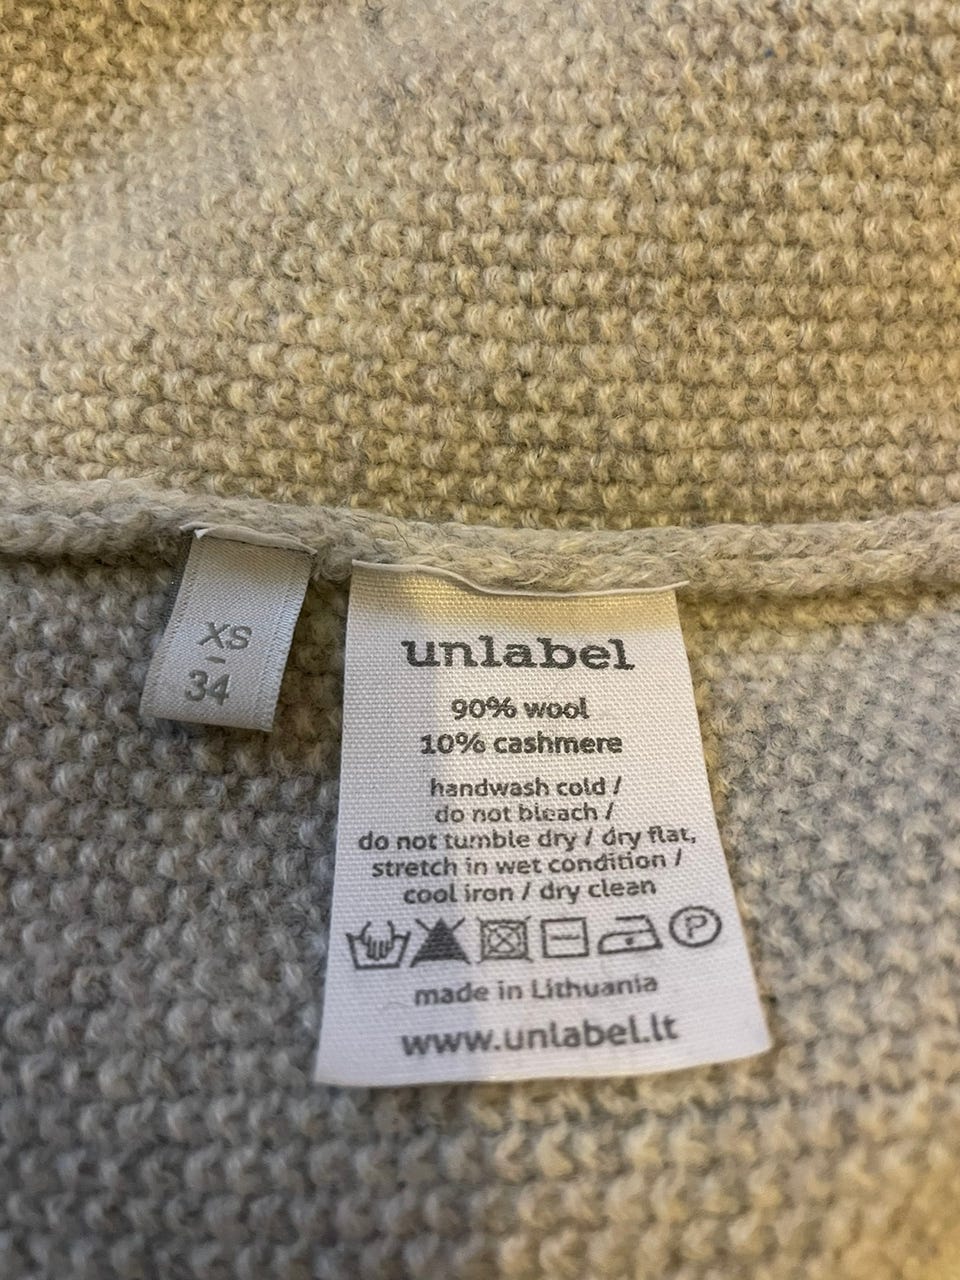 XS
-
34
unlabel
90% wool
10% cashmere
handwash cold /
do not bleach /
do not tumble dry / dry flat,
stretch in wet condition /
cool iron / dry clean
P
made in Lithuania
www.unlabel.lt